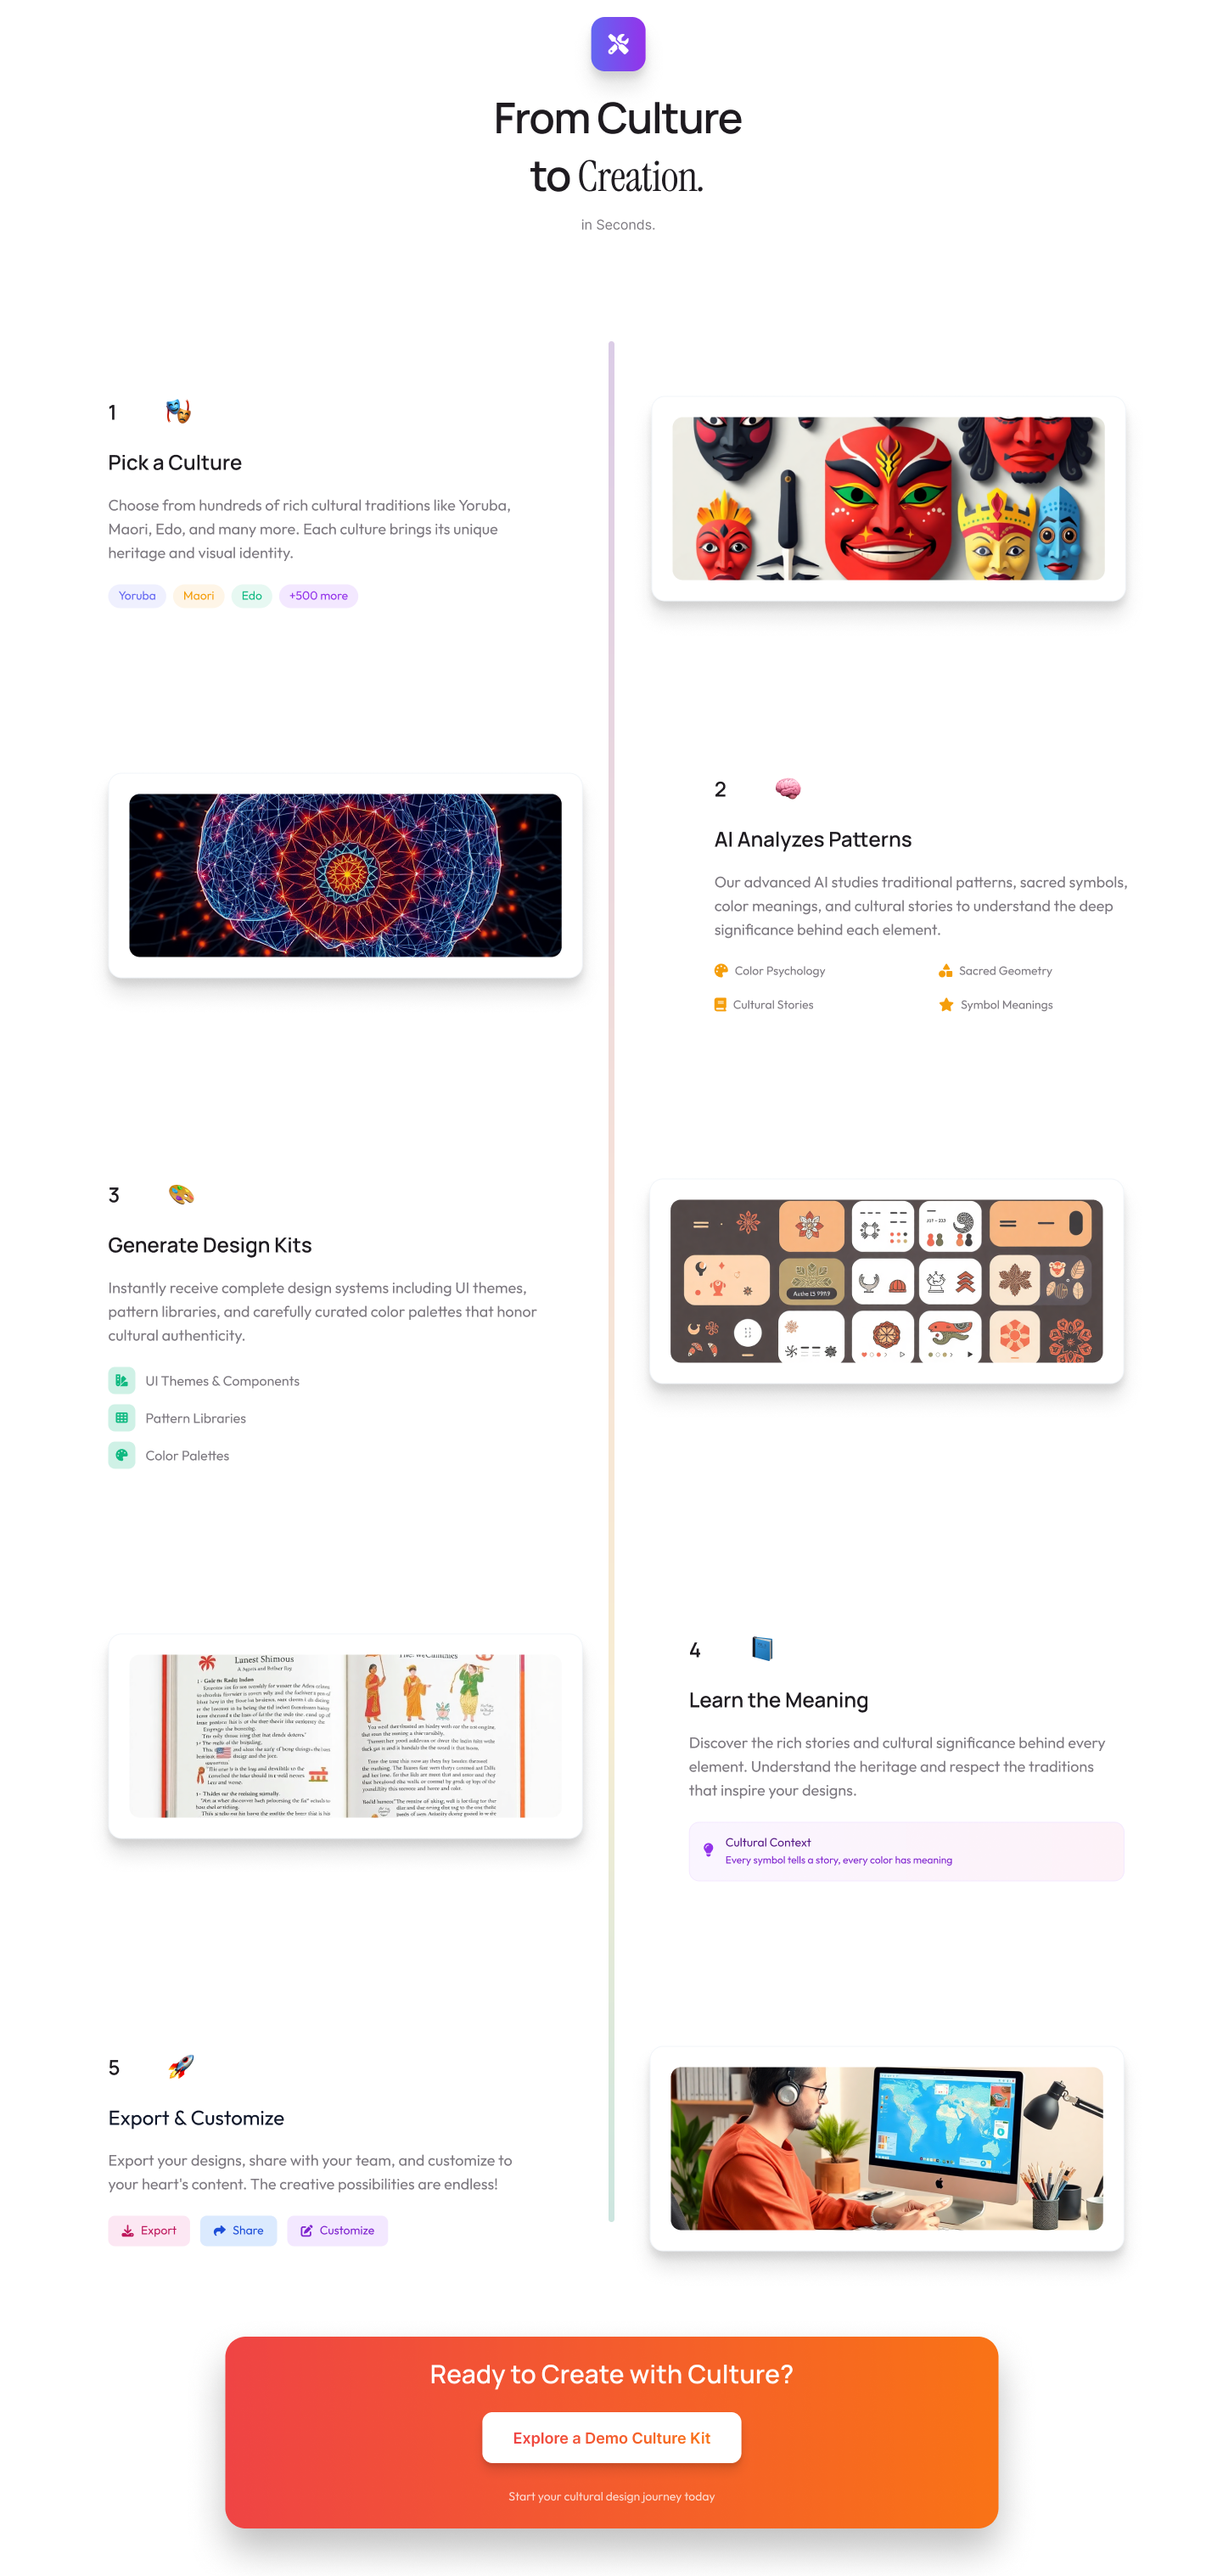 From Culture
to Creation.
in Seconds.
1
Pick a Culture
Choose from hundreds of rich cultural traditions like Yoruba,
Maori, Edo, and many more. Each culture brings its unique
heritage and visual identity.
Yoruba
Maori
Edo
+500 more
2
AI Analyzes Patterns
Our advanced AI studies traditional patterns, sacred symbols,
color meanings, and cultural stories to understand the deep
significance behind each element.
Color Psychology
Sacred Geometry
Cultural Stories
Symbol Meanings
3
Generate Design Kits
Instantly receive complete design systems including UI themes,
pattern libraries, and carefully curated color palettes that honor
cultural authenticity.
UI Themes & Components
Pattern Libraries
Color Palettes
Lanest Shimous
4
Learn the Meaning
Discover the rich stories and cultural significance behind every
element. Understand the heritage and respect the traditions
that inspire your designs.
Cultural Context
Every symbol tells a story, every color has meaning
5
Export & Customize
Export your designs, share with your team, and customize to
your heart's content. The creative possibilities are endless!
Export
Share
Customize
Ready to Create with Culture?
Explore a Demo Culture Kit
Start your cultural design journey today